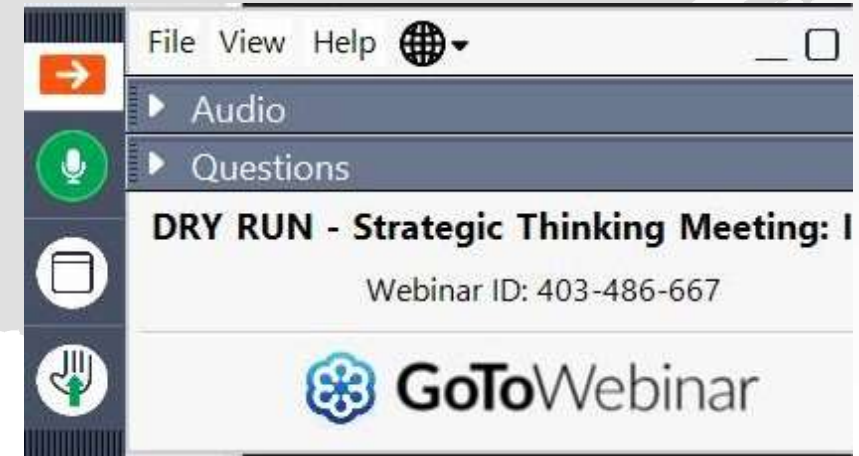 File View Help
Audio
Questions
DRY RUN - Strategic Thinking Meeting: I
Webinar ID: 403-486-667
GoToWebinar